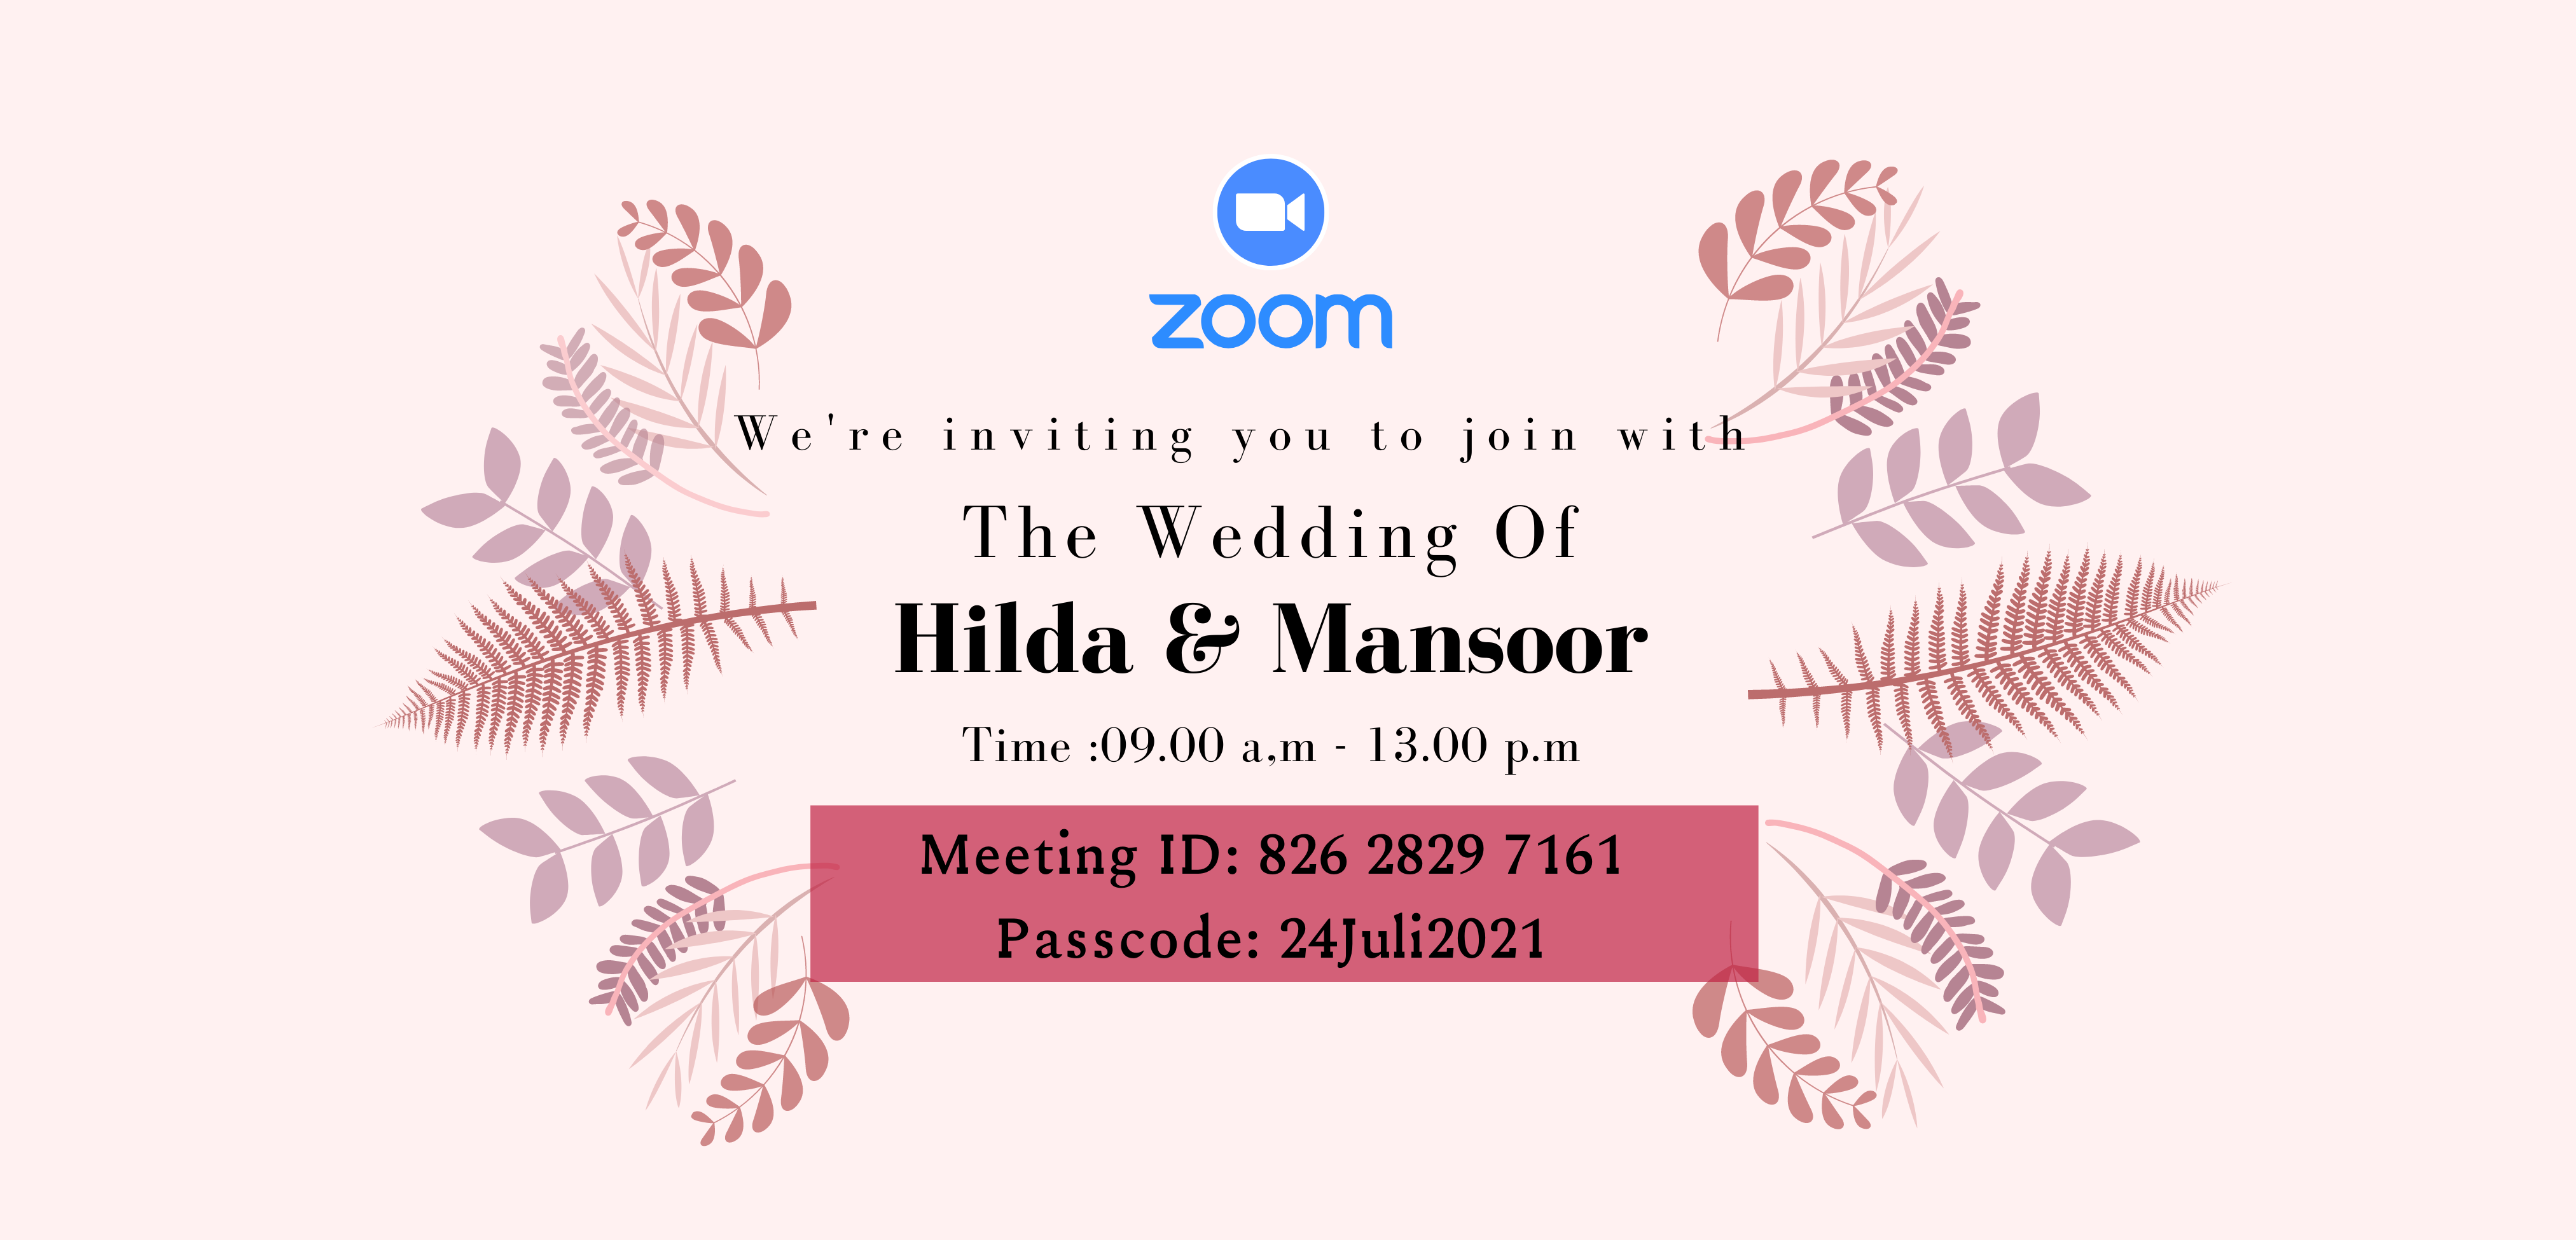 zoom
We're inviting you to join with
The Wedding Of
Hilda & Mansoor
Time :09.00 a,m - 13.00 p.m
Meeting ID: 826 2829 7161
Passcode: 24Juli2021